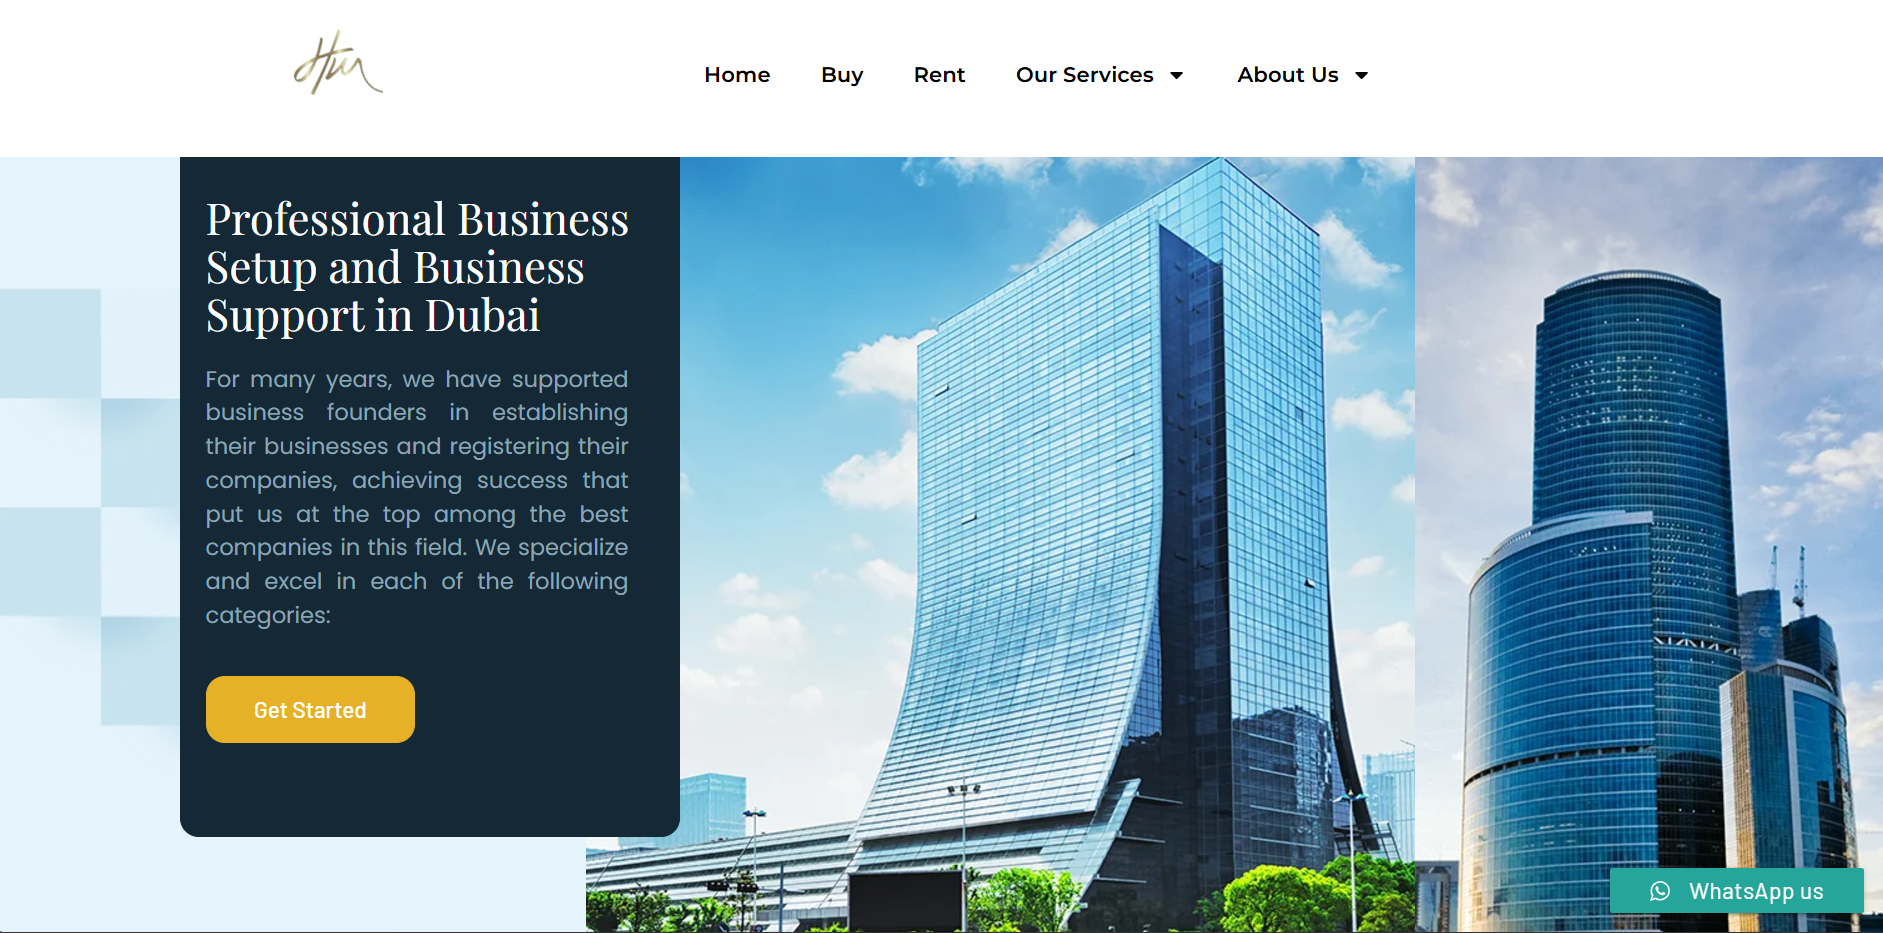 Home Buy Rent Our Services About Us
Professional Business
Setup and Business
Support in Dubai
For many years, we have supported
business founders in establishing
their businesses and registering their
companies, achieving success that
put us at the top among the best
companies in this field. We specialize
and excel in each of the following
categories:
Get Started
WhatsApp us